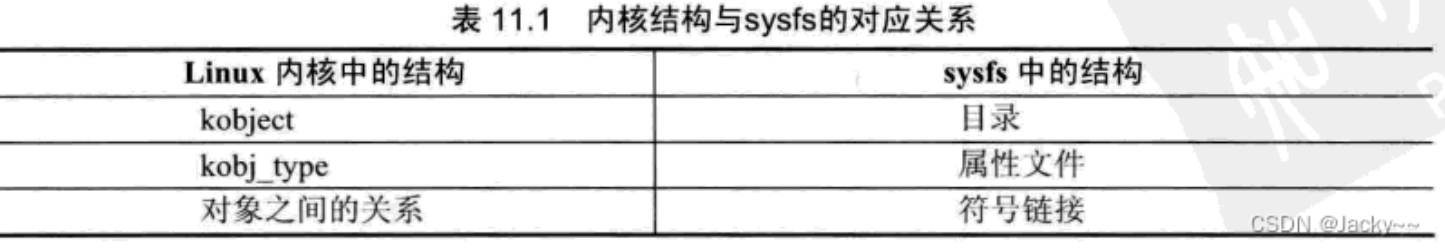 表 11.1 内核结构与sysfs的对应关系
Linux 内核中的结构 sysfs 中的结构
kobject 目录
kobj_type 属性文件
对象之间的关系 符号链接
CSDN @Jacky~~